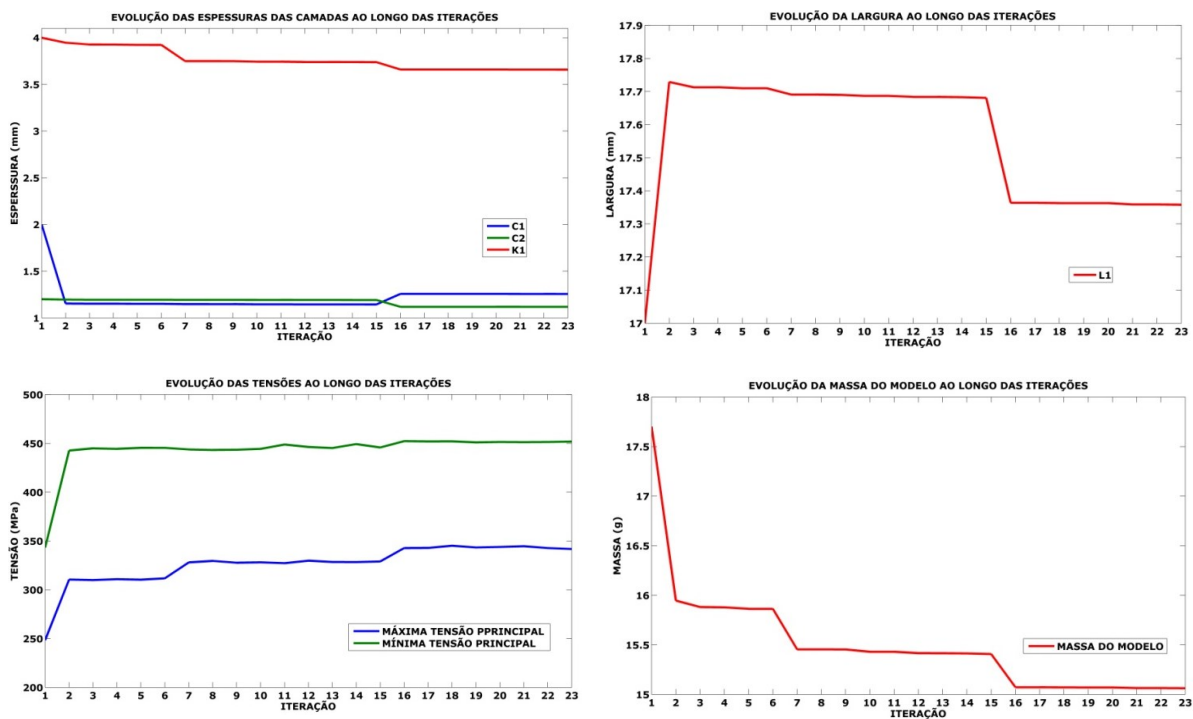 EVOLUÇÃO DAS ESPESSURAS DAS CAMADAS AO LONGO DAS ITERAÇÕES
ESPERSSURA (mm)
4
3.5
3
2.5
2
1.5
1
C1
C2
K1
1 2 3 4 5 6 7 8 9 10 11 12 13 14 15 16 17 18 19 20 21 22 23
ITERAÇÃO
EVOLUÇÃO DA LARGURA AO LONGO DAS ITERAÇÕES
LARGURA (mm)
17.9
17.8
17.7
17.6
17.5
17.4
17.3
17.2
17.1
17
L1
1 2 3 4 5 6 7 8 9 10 11 12 13 14 15 16 17 18 19 20 21 22 23
ITERAÇÃO
EVOLUÇÃO DAS TENSÕES AO LONGO DAS ITERAÇÕES
TENSÃO (MPa)
500
450
400
350
300
250
200
MÁXIMA TENSÃO PPRINCIPAL
MÍNIMA TENSÃO PRINCIPAL
1 2 3 4 5 6 7 8 9 10 11 12 13 14 15 16 17 18 19 20 21 22 23
ITERAÇÃO
EVOLUÇÃO DA MASSA DO MODELO AO LONGO DAS ITERAÇÕES
MASSA (g)
18
17.5
17
16.5
16
15.5
15
MASSA DO MODELO
1 2 3 4 5 6 7 8 9 10 11 12 13 14 15 16 17 18 19 20 21 22 23
ITERAÇÃO